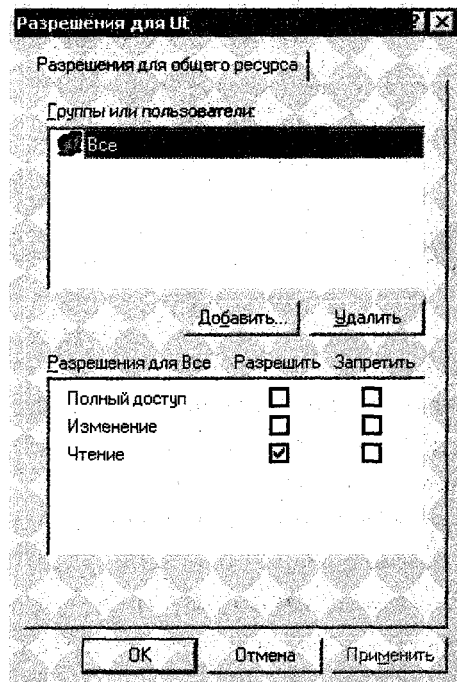 Разрешения для Ut
Разрешения для общего ресурса
Группы или пользователи:
Все
Добавить... Удалить
Разрешения для Все Разрешить Запретить
Полный доступ
Изменение
Чтение
OK Отмена Применить